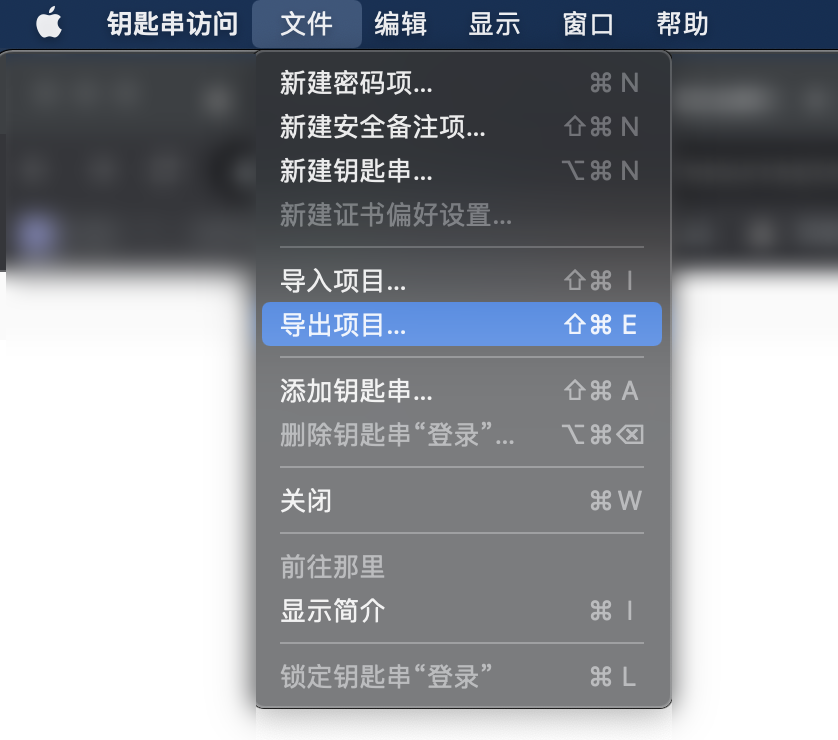 钥匙串访问 文件 编辑 显示 窗口 帮助
新建密码项... ⌘ N
新建安全备注项... ⇧⌘ N
新建钥匙串... ⌥⌘ N
新建证书偏好设置...
导入项目... ⇧⌘ I
导出项目... ⇧⌘ E
添加钥匙串... ⇧⌘ A
删除钥匙串“登录”... ⌥⌘⌫
关闭 ⌘ W
前往那里
显示简介 ⌘ I
锁定钥匙串“登录” ⌘ L